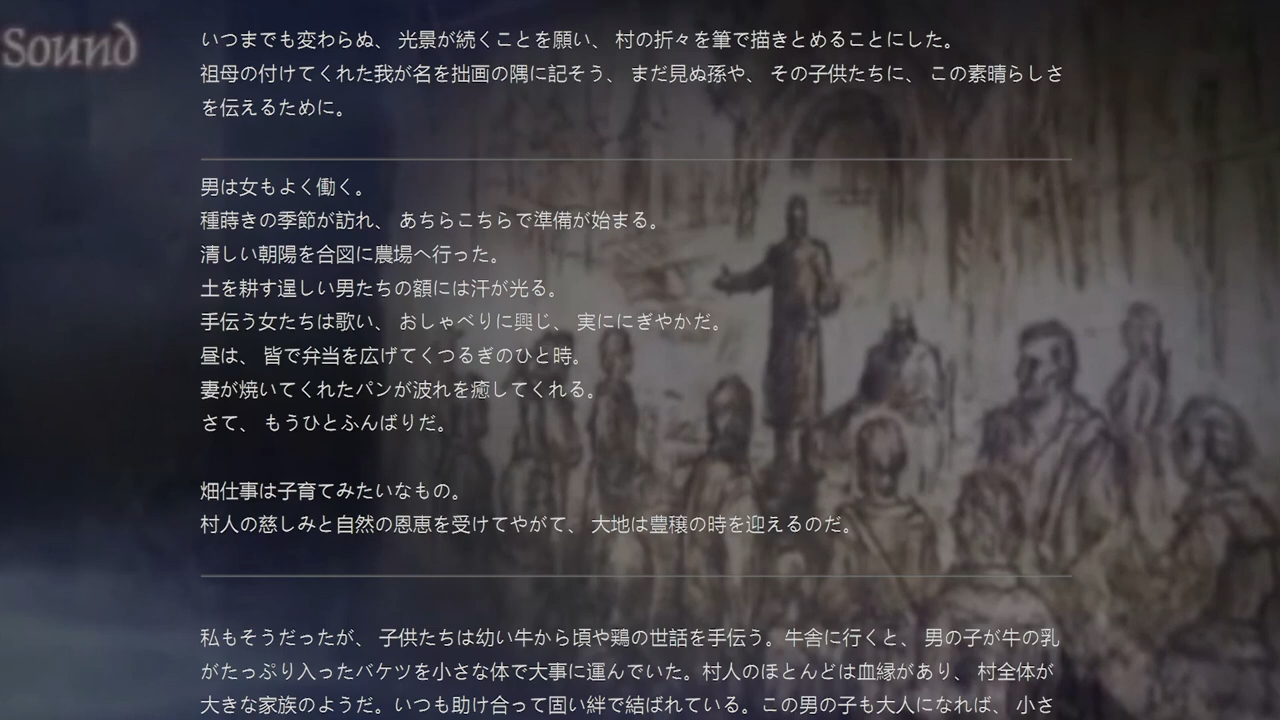 Sound
いつまでも変わらぬ、 光景が続くことを願い、 村の折々を筆で描きとめることにした。
祖母の付けてくれた我が名を拙画の隅に記そう、 まだ見ぬ孫や、 その子供たちに、 この素晴らしさ
を伝えるために。
男は女もよく働く。
種蒔きの季節が訪れ、 あちらこちらで準備が始まる。
清しい朝陽を合図に農場へ行った。
土を耕す逞しい男たちの額には汗が光る。
手伝う女たちは歌い、 おしゃべりに興じ、 実ににぎやかだ。
昼は、 皆で弁当を広げてくつるぎのひと時。
妻が焼いてくれたパンが波れを癒してくれる。
さて、 もうひとふんばりだ。
畑仕事は子育てみたいなもの。
村人の慈しみと自然の恩恵を受けてやがて、 大地は豊穣の時を迎えるのだ。
私もそうだったが、 子供たちは幼い牛から頃や鶏の世話を手伝う。牛舎に行くと、 男の子が牛の乳
がたっぷり入ったバケツを小さな体で大事に運んでいた。村人のほとんどは血縁があり、 村全体が
大きな家族のようだ。いつも助け合って固い絆で結ばれている。この男の子も大人になれば、 小さ